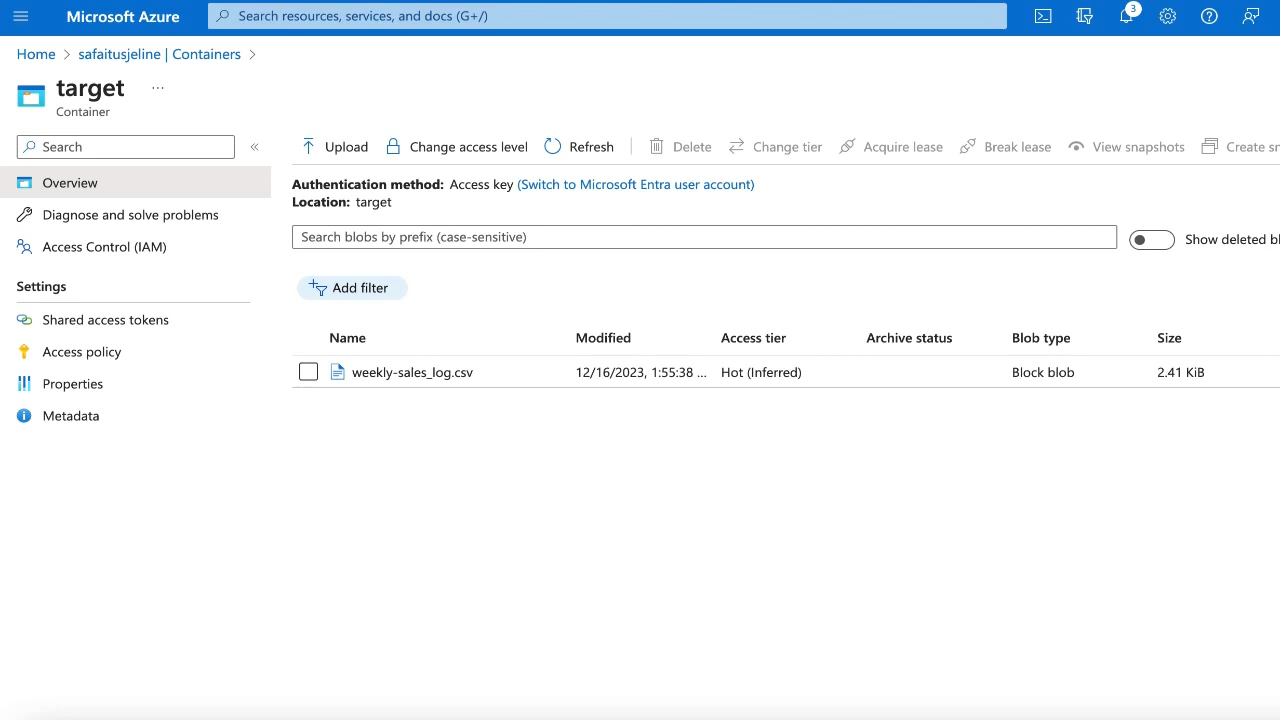 Microsoft Azure
Search resources, services, and docs (G+/)
3
Home > safaitusjeline | Containers >
target ...
Container
Search «
Overview
Diagnose and solve problems
Access Control (IAM)
Settings
Shared access tokens
Access policy
Properties
Metadata
Upload Change access level Refresh | Delete Change tier Acquire lease Break lease View snapshots Create sn
Authentication method: Access key (Switch to Microsoft Entra user account)
Location: target
Search blobs by prefix (case-sensitive)
Show deleted bl
Add filter
Name Modified Access tier Archive status Blob type Size
weekly-sales_log.csv 12/16/2023, 1:55:38 ... Hot (Inferred) Block blob 2.41 KiB